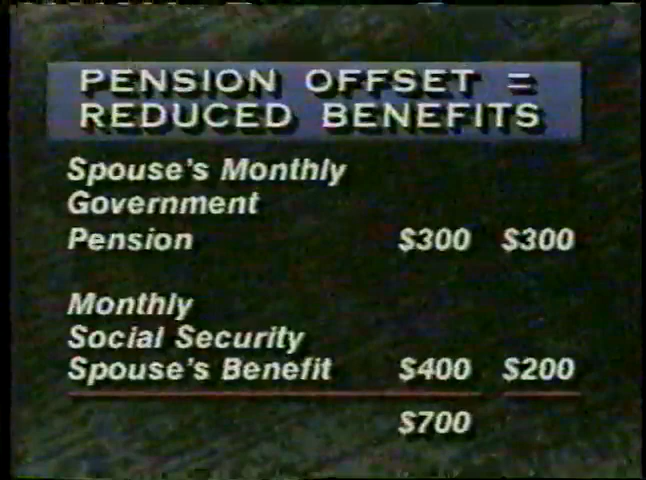 PENSION OFFSET =
REDUCED BENEFITS
Spouse's Monthly
Government
Pension $300 $300
Monthly
Social Security
Spouse's Benefit $400 $200
$700